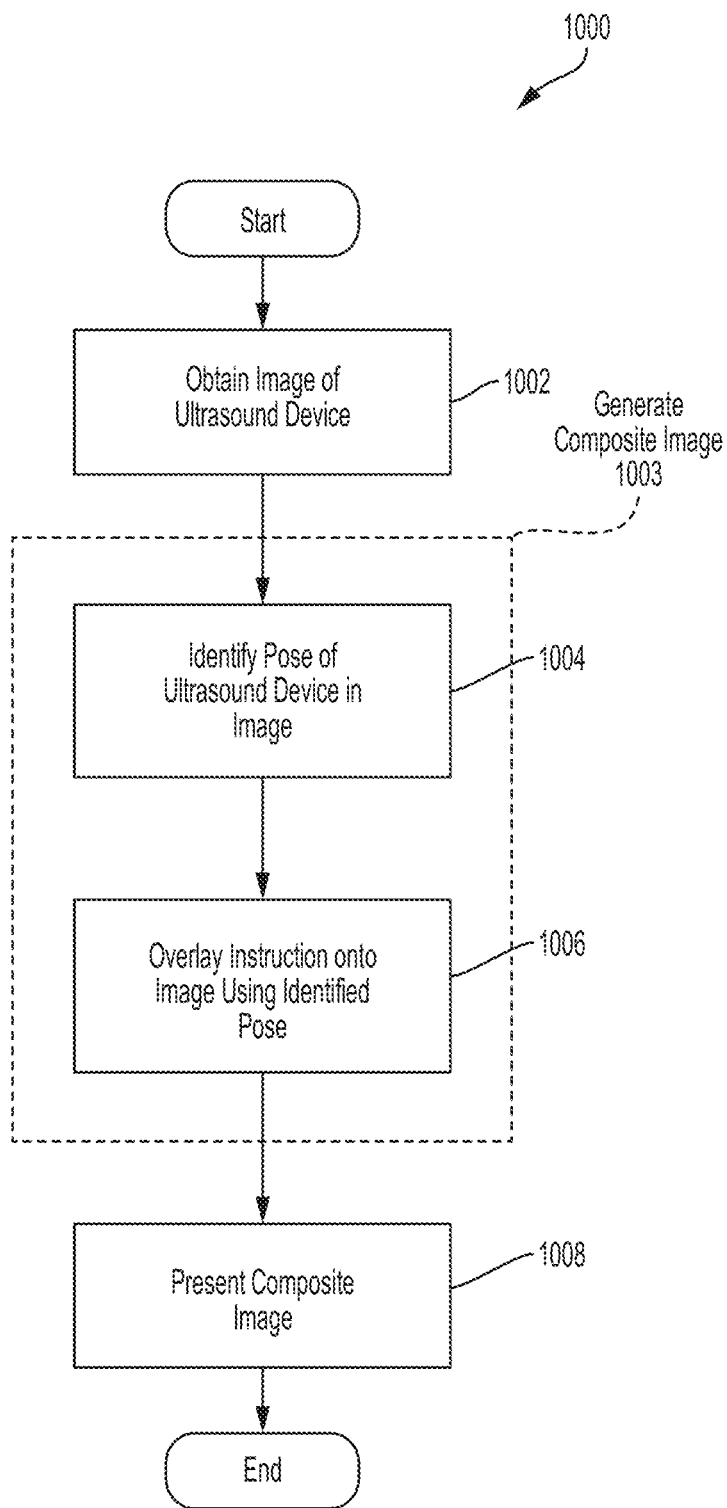 1000
Start
Obtain Image of
Ultrasound Device
1002
Generate
Composite Image
1003
Identify Pose of
Ultrasound Device in
Image
1004
Overlay Instruction onto
Image Using Identified
Pose
1006
Present Composite
Image
1008
End